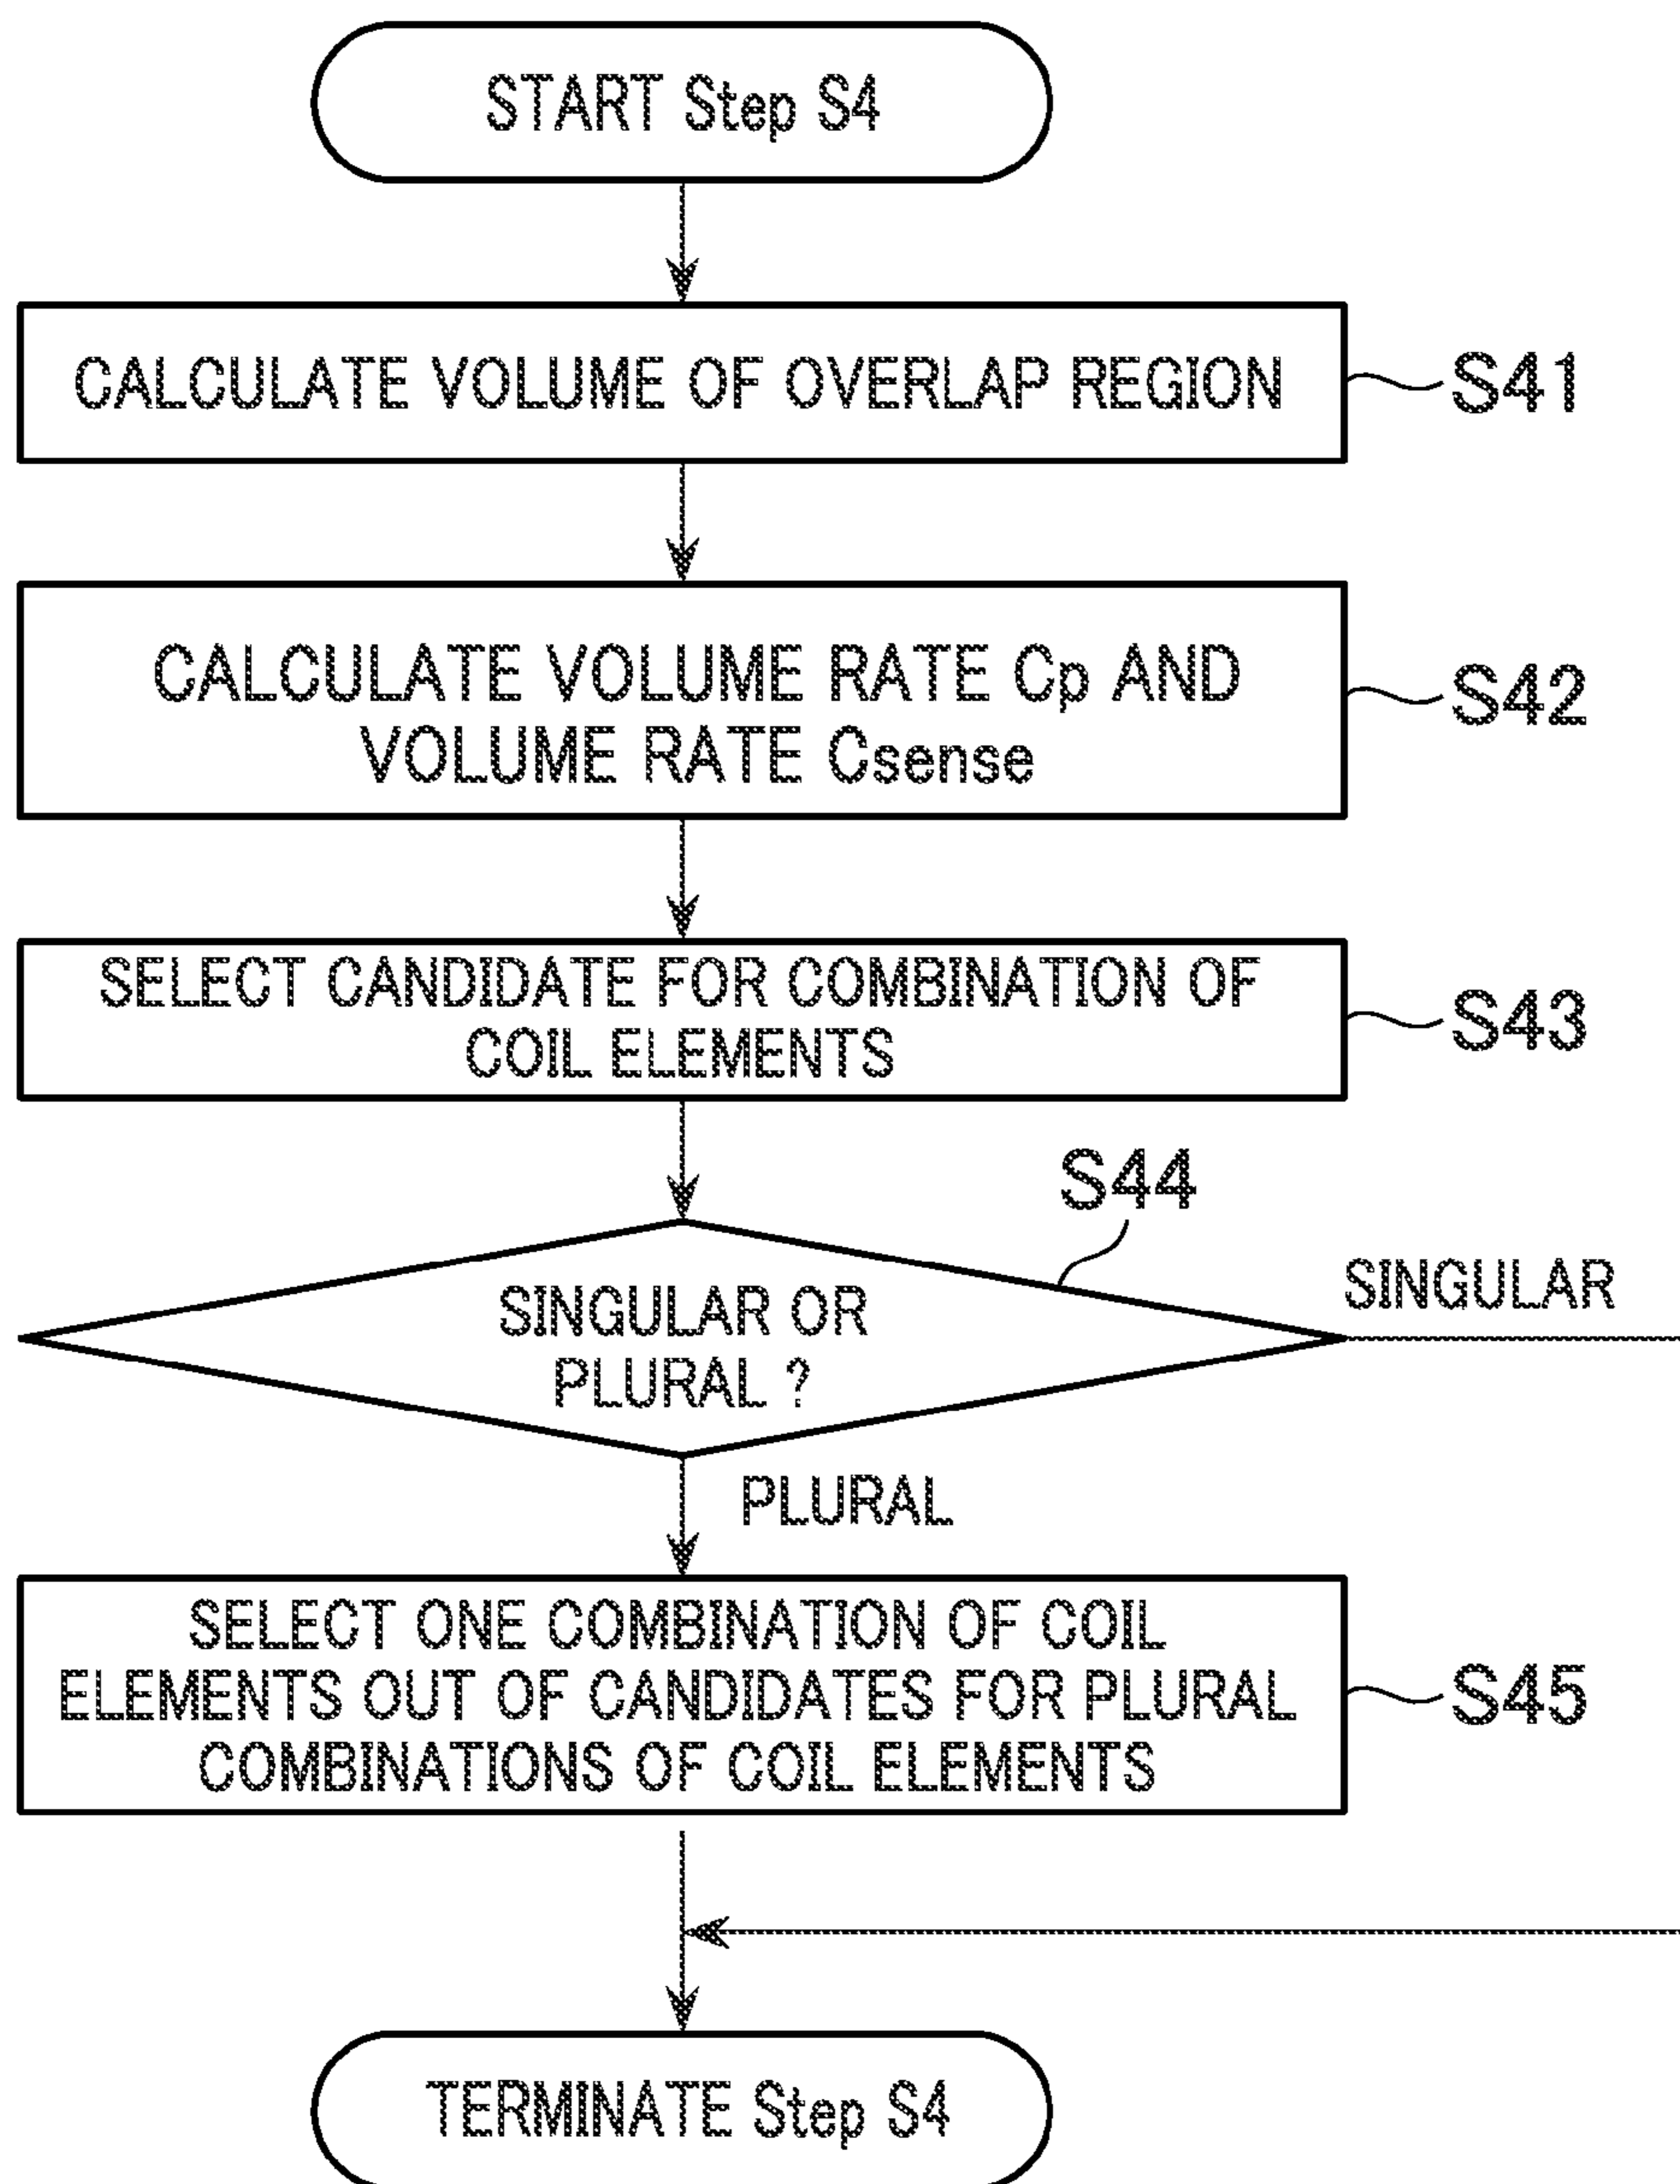 START Step S4
CALCULATE VOLUME OF OVERLAP REGION
S41
CALCULATE VOLUME RATE Cp AND
VOLUME RATE Csense
S42
SELECT CANDIDATE FOR COMBINATION OF
COIL ELEMENTS
S43
S44
SINGULAR OR
PLURAL ?
SINGULAR
PLURAL
SELECT ONE COMBINATION OF COIL
ELEMENTS OUT OF CANDIDATES FOR PLURAL
COMBINATIONS OF COIL ELEMENTS
S45
TERMINATE Step S4